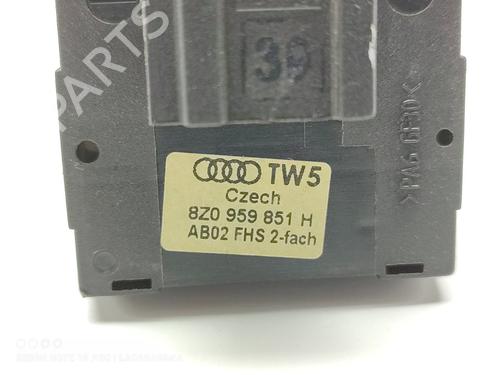 B-PARTS
39
>PA6 GF30<
TW5
Czech
8Z0 959 851 H
AB02 FHS 2-fach